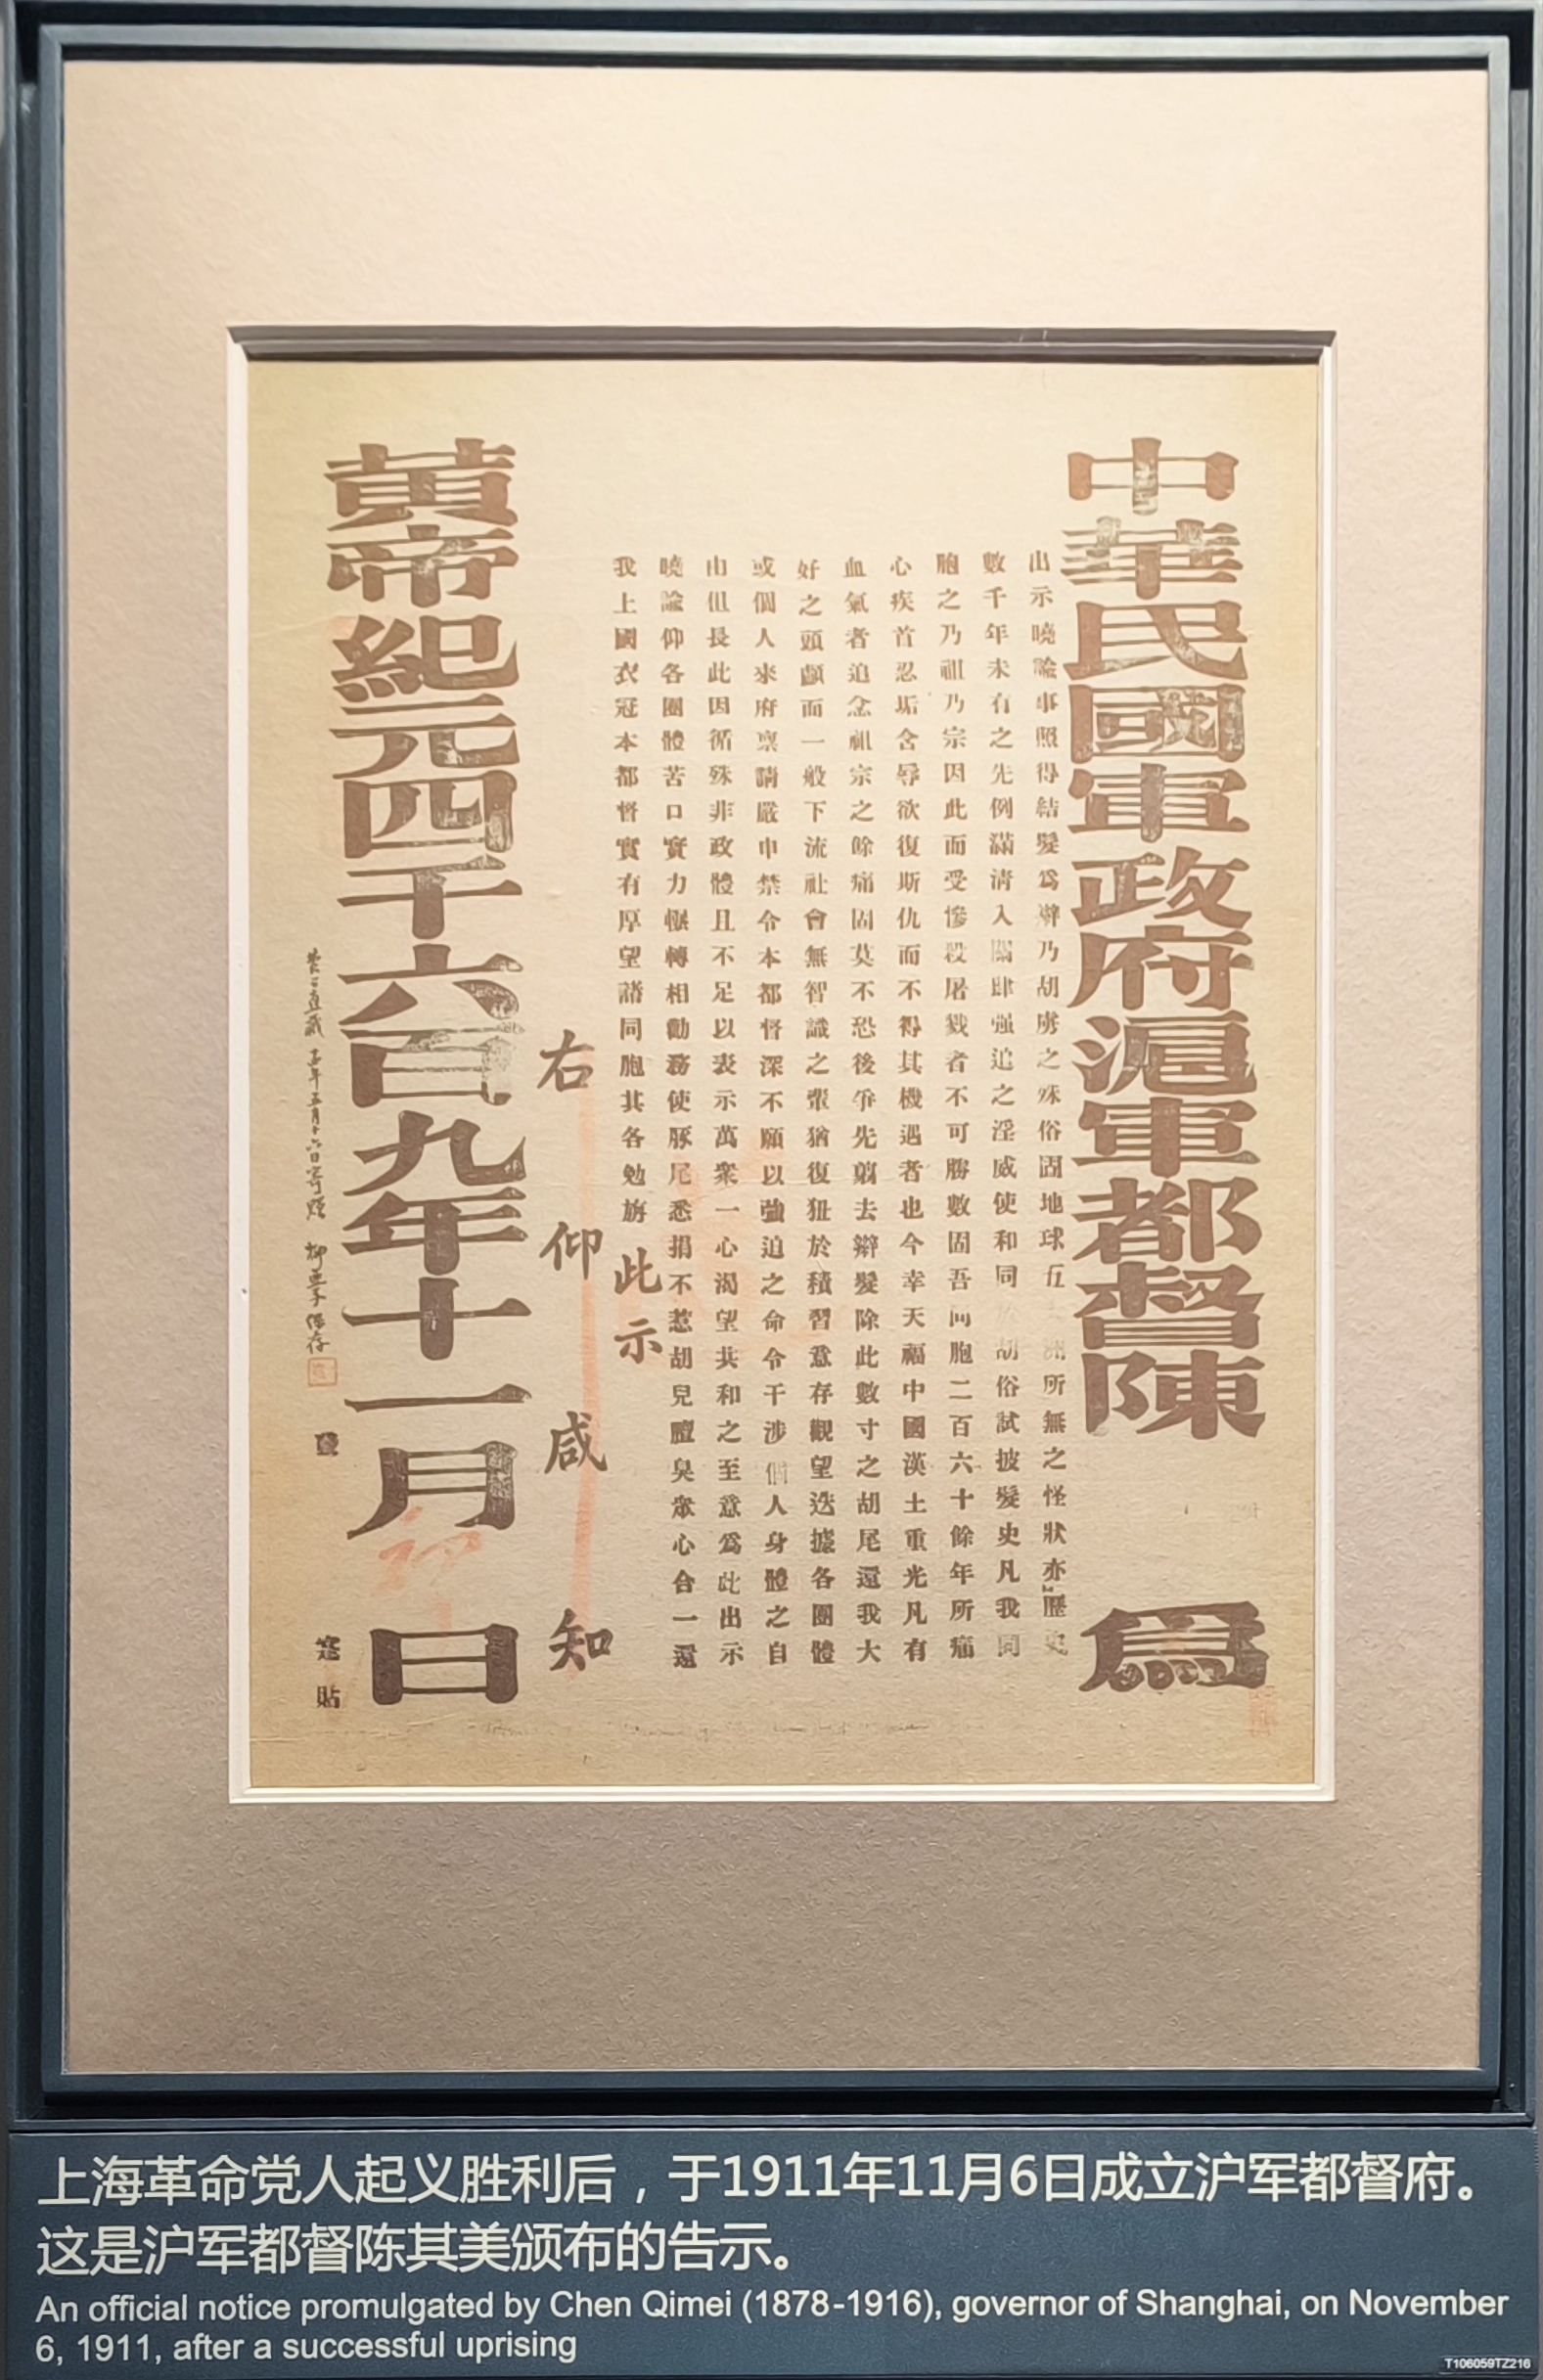 中華民國軍政府滬軍都督陳 爲
出示曉諭事照得結髮爲辮乃胡虜之殊俗固地球五大洲所無之怪狀亦歷史
數千年未有之先例滿清入關肆强迫之淫威使和同於胡俗試披髮史凡我同
胞之乃祖乃宗因此而受慘殺屠戮者不可勝數固吾同胞二百六十餘年所痛
心疾首忍垢含辱欲復斯仇而不得其機遇者也今幸天福中國漢土重光凡有
血氣者追念祖宗之餘痛固莫不恐後爭先剪去辮髮除此數寸之胡尾還我大
好之頭顱而一般下流社會無智識之輩猶復狃於積習意存觀望迭據各團體
或個人來府禀請嚴申禁令本都督深不願以強迫之命令干涉個人身體之自
由但長此因循殊非政體且不足以表示萬衆一心渴望共和之至意爲此出示
曉諭仰各團體苦口實力輾轉相勸務使豚尾悉捐不惹胡兒膻臭衆心合一還
我上國衣冠本都督實有厚望諸同胞其各勉旃 此示
右仰咸知
黃帝紀元四千六百九年十一月 日
年五月十六日寄贈 柳亞子保存
實 貼
上海革命党人起义胜利后，于1911年11月6日成立沪军都督府。
这是沪军都督陈其美颁布的告示。
An official notice promulgated by Chen Qimei (1878-1916), governor of Shanghai, on November
6, 1911, after a successful uprising
T106059TZ216